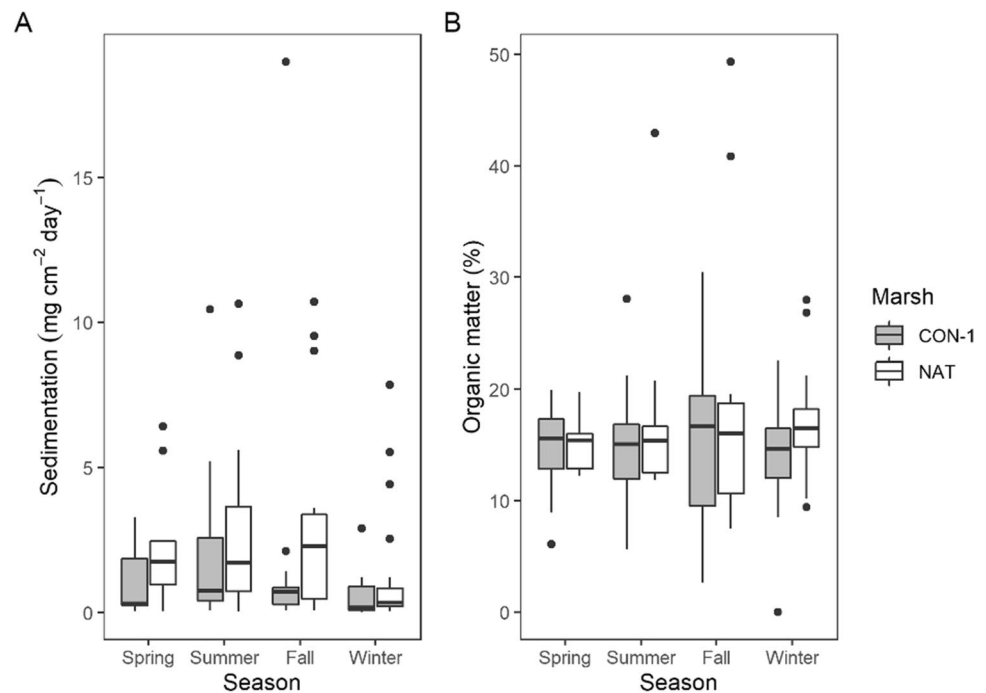 A
Sedimentation (mg cm⁻² day⁻¹)
15
10
5
0
Spring Summer Fall Winter
Season
B
Organic matter (%)
50
40
30
20
10
0
Spring Summer Fall Winter
Season
Marsh
CON-1
NAT